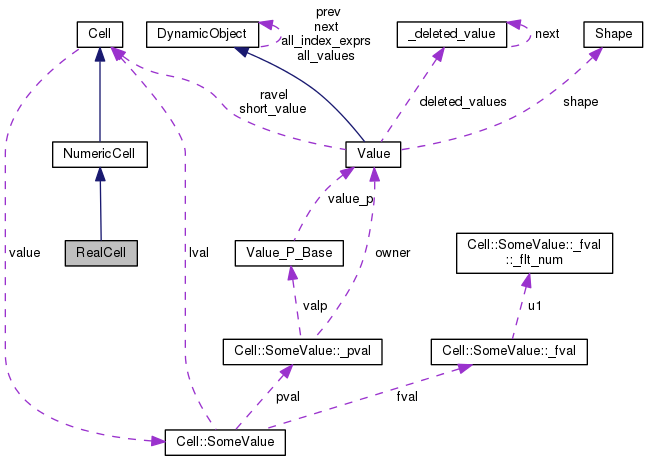 prev
next
all_index_exprs
all_values
Cell
DynamicObject
_deleted_value
next
Shape
ravel
short_value
deleted_values
shape
NumericCell
Value
value_p
value
RealCell
lval
Value_P_Base
owner
Cell::SomeValue::_fval
::_flt_num
valp
u1
Cell::SomeValue::_pval
Cell::SomeValue::_fval
pval
fval
Cell::SomeValue